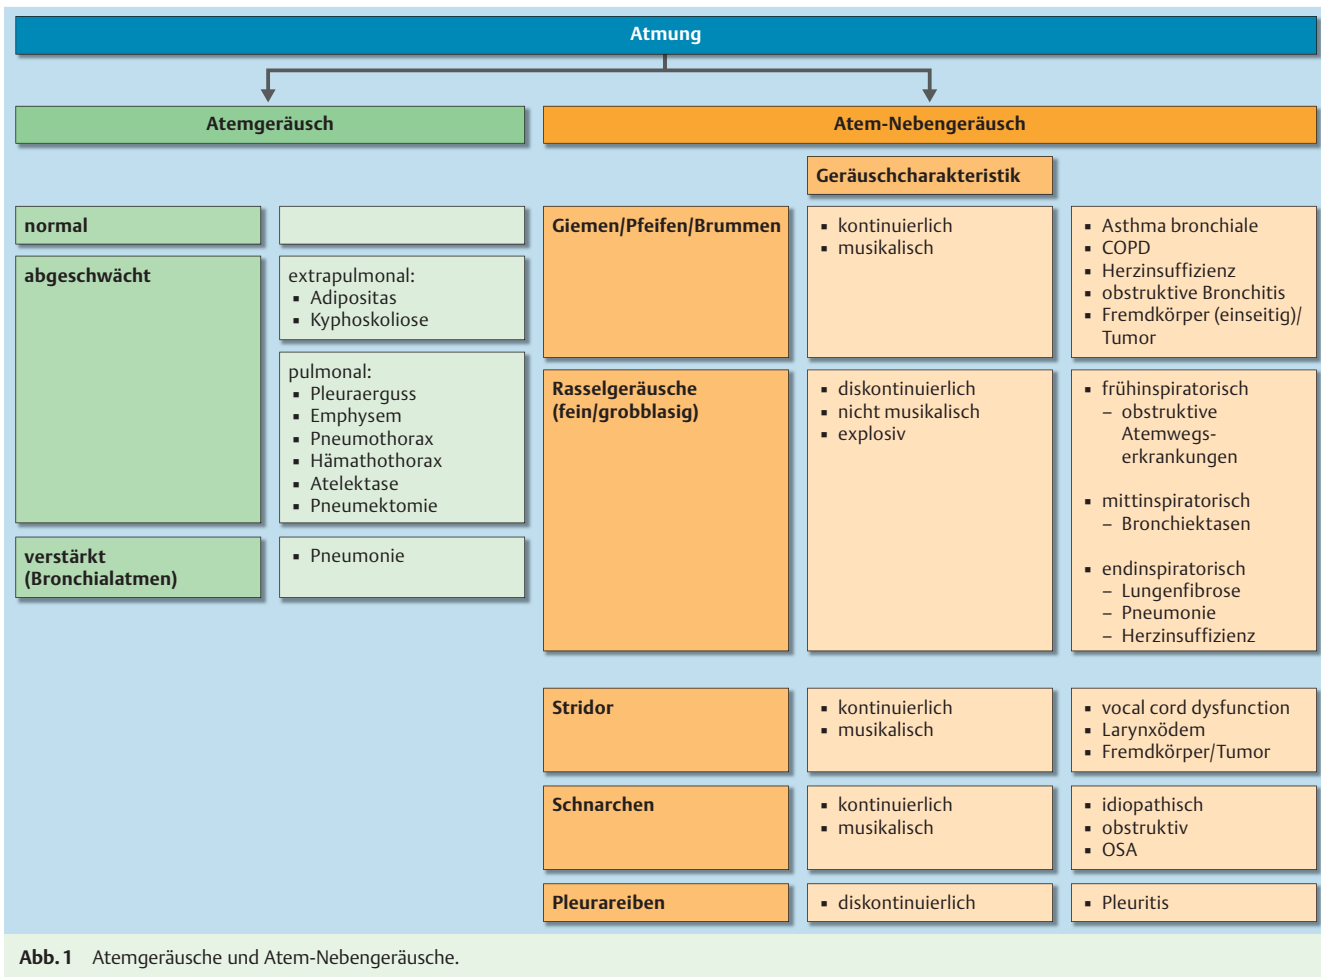 Atmung
Atemgeräusch
normal
abgeschwächt
extrapulmonal:
▪ Adipositas
▪ Kyphoskoliose
pulmonal:
▪ Pleuraerguss
▪ Emphysem
▪ Pneumothorax
▪ Hämathothorax
▪ Atelektase
▪ Pneumektomie
verstärkt
(Bronchialatmen)
▪ Pneumonie
Atem-Nebengeräusch
Geräuschcharakteristik
Giemen/Pfeifen/Brummen
▪ kontinuierlich
▪ musikalisch
▪ Asthma bronchiale
▪ COPD
▪ Herzinsuffizienz
▪ obstruktive Bronchitis
▪ Fremdkörper (einseitig)/
Tumor
Rasselgeräusche
(fein/grobblasig)
▪ diskontinuierlich
▪ nicht musikalisch
▪ explosiv
▪ frühinspiratorisch
– obstruktive
Atemwegs-
erkrankungen
▪ mittinspiratorisch
– Bronchiektasen
▪ endinspiratorisch
– Lungenfibrose
– Pneumonie
– Herzinsuffizienz
Stridor
▪ kontinuierlich
▪ musikalisch
▪ vocal cord dysfunction
▪ Larynxödem
▪ Fremdkörper/Tumor
Schnarchen
▪ kontinuierlich
▪ musikalisch
▪ idiopathisch
▪ obstruktiv
▪ OSA
Pleurareiben
▪ diskontinuierlich
▪ Pleuritis
Abb. 1 Atemgeräusche und Atem-Nebengeräusche.